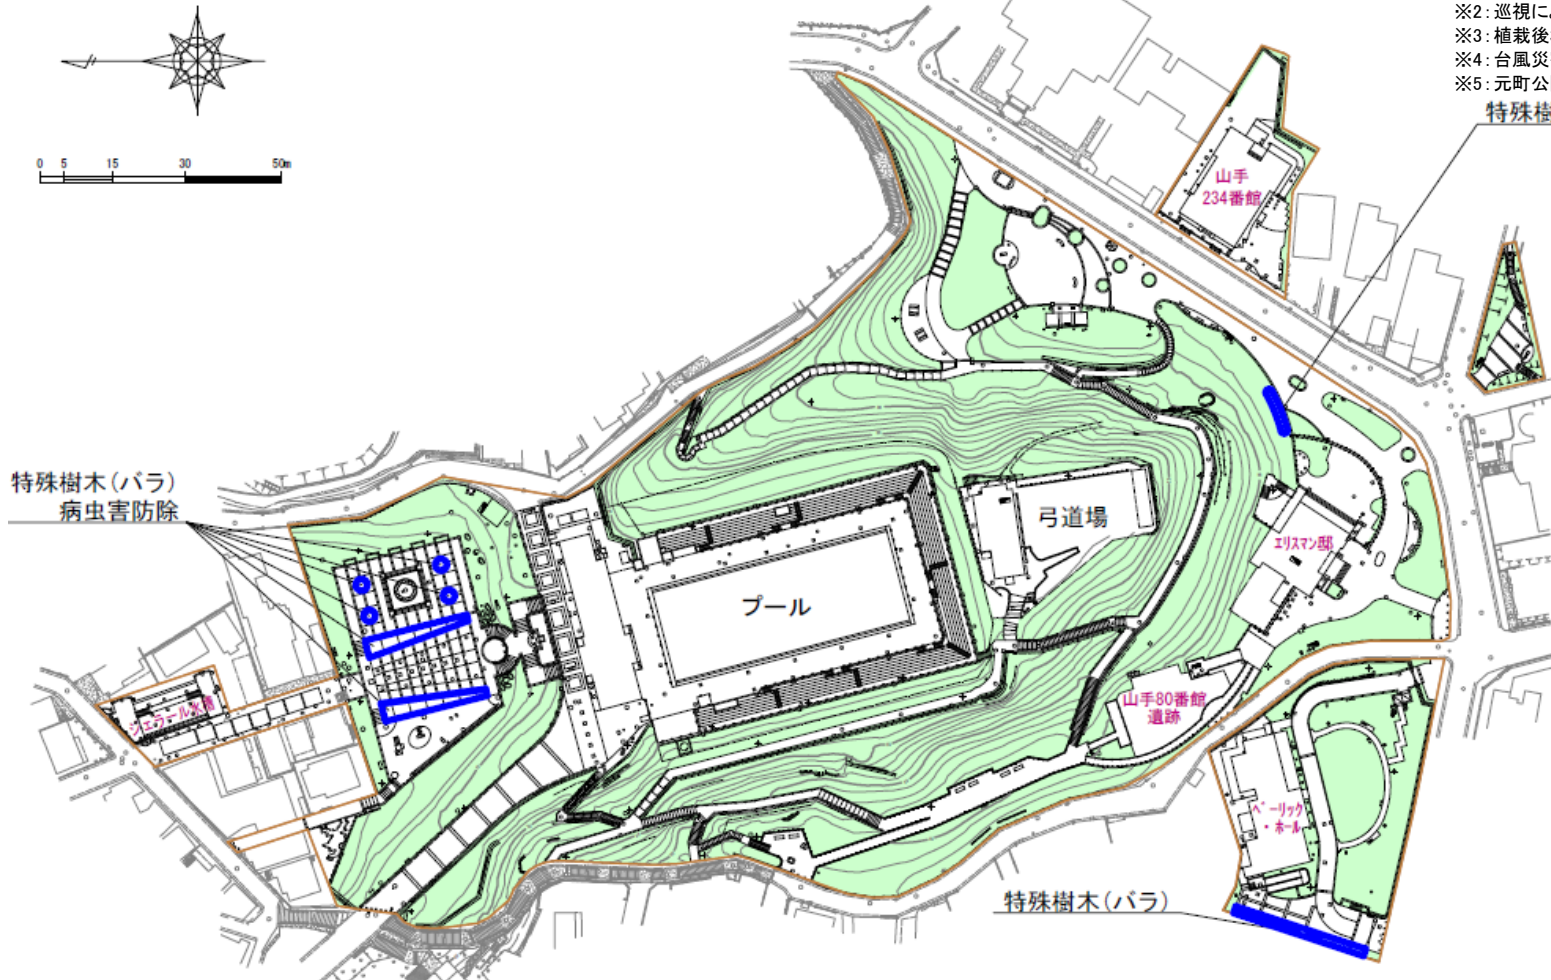 ※2：巡視に
※3：植栽後
※4：台風災
※5：元町公
特殊樹
0 5 15 30 50m
山手
234番館
特殊樹木（バラ）
病虫害防除
弓道場
エリスマン邸
プール
山手80番館
遺跡
ジェラール水
ベーリック
・ホール
特殊樹木（バラ）